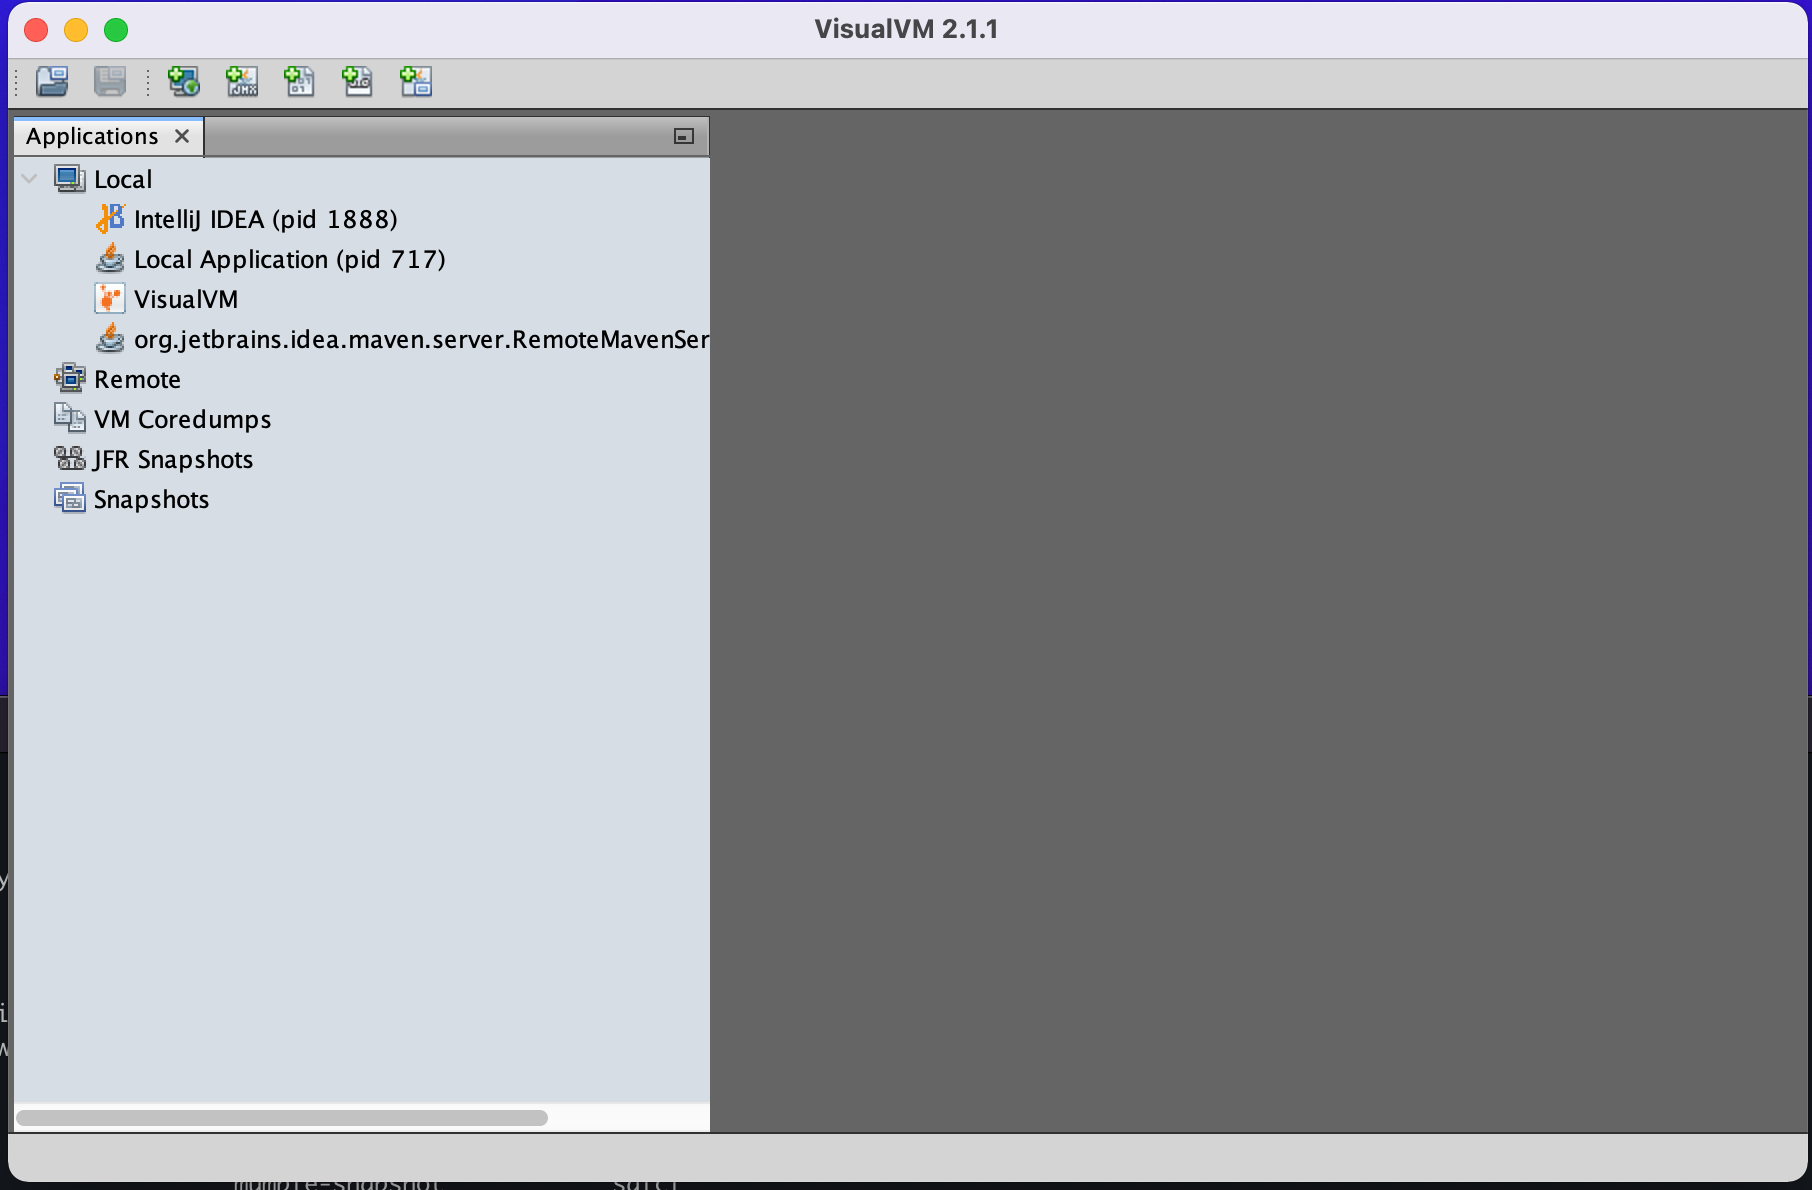 VisualVM 2.1.1
Applications
Local
IntelliJ IDEA (pid 1888)
Local Application (pid 717)
VisualVM
org.jetbrains.idea.maven.server.RemoteMavenSer
Remote
VM Coredumps
JFR Snapshots
Snapshots